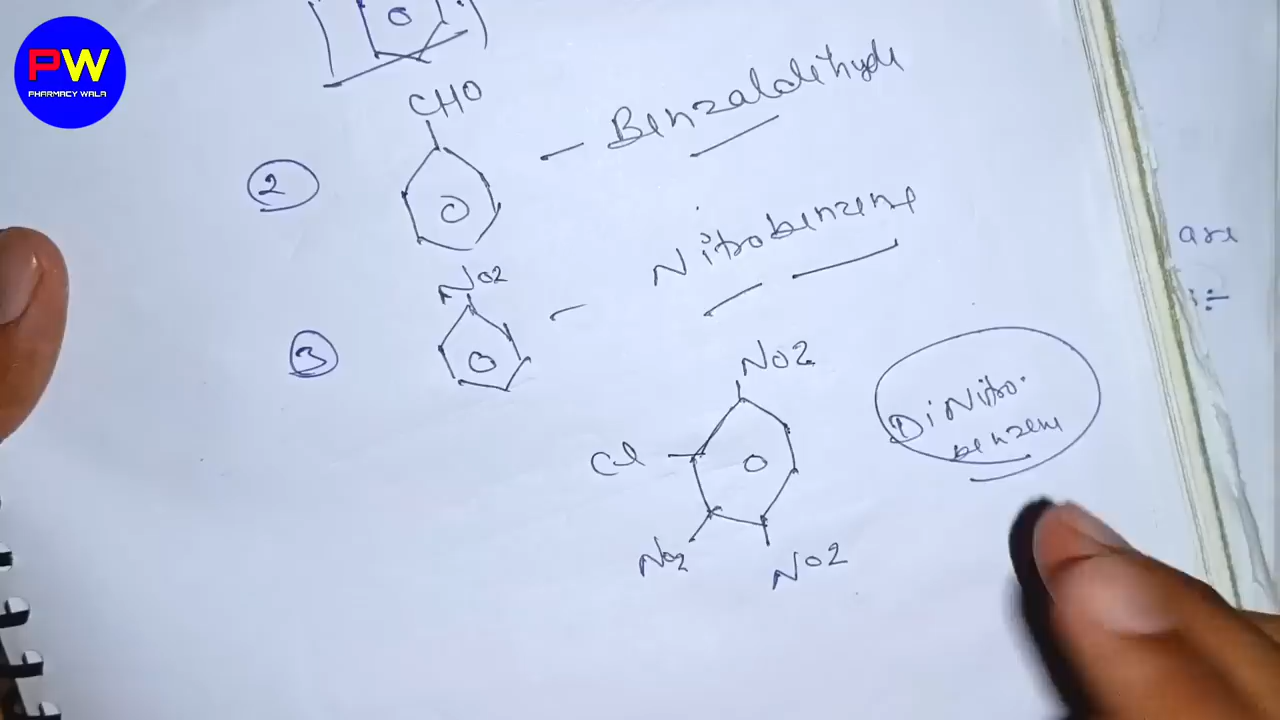 PW
PHARMACY WALA
CHO
2
Benzaldehyde
NO2
Nitrobenzene
3
NO2
Cl
DiNitro.
benzene
NO2
NO2
are
:-